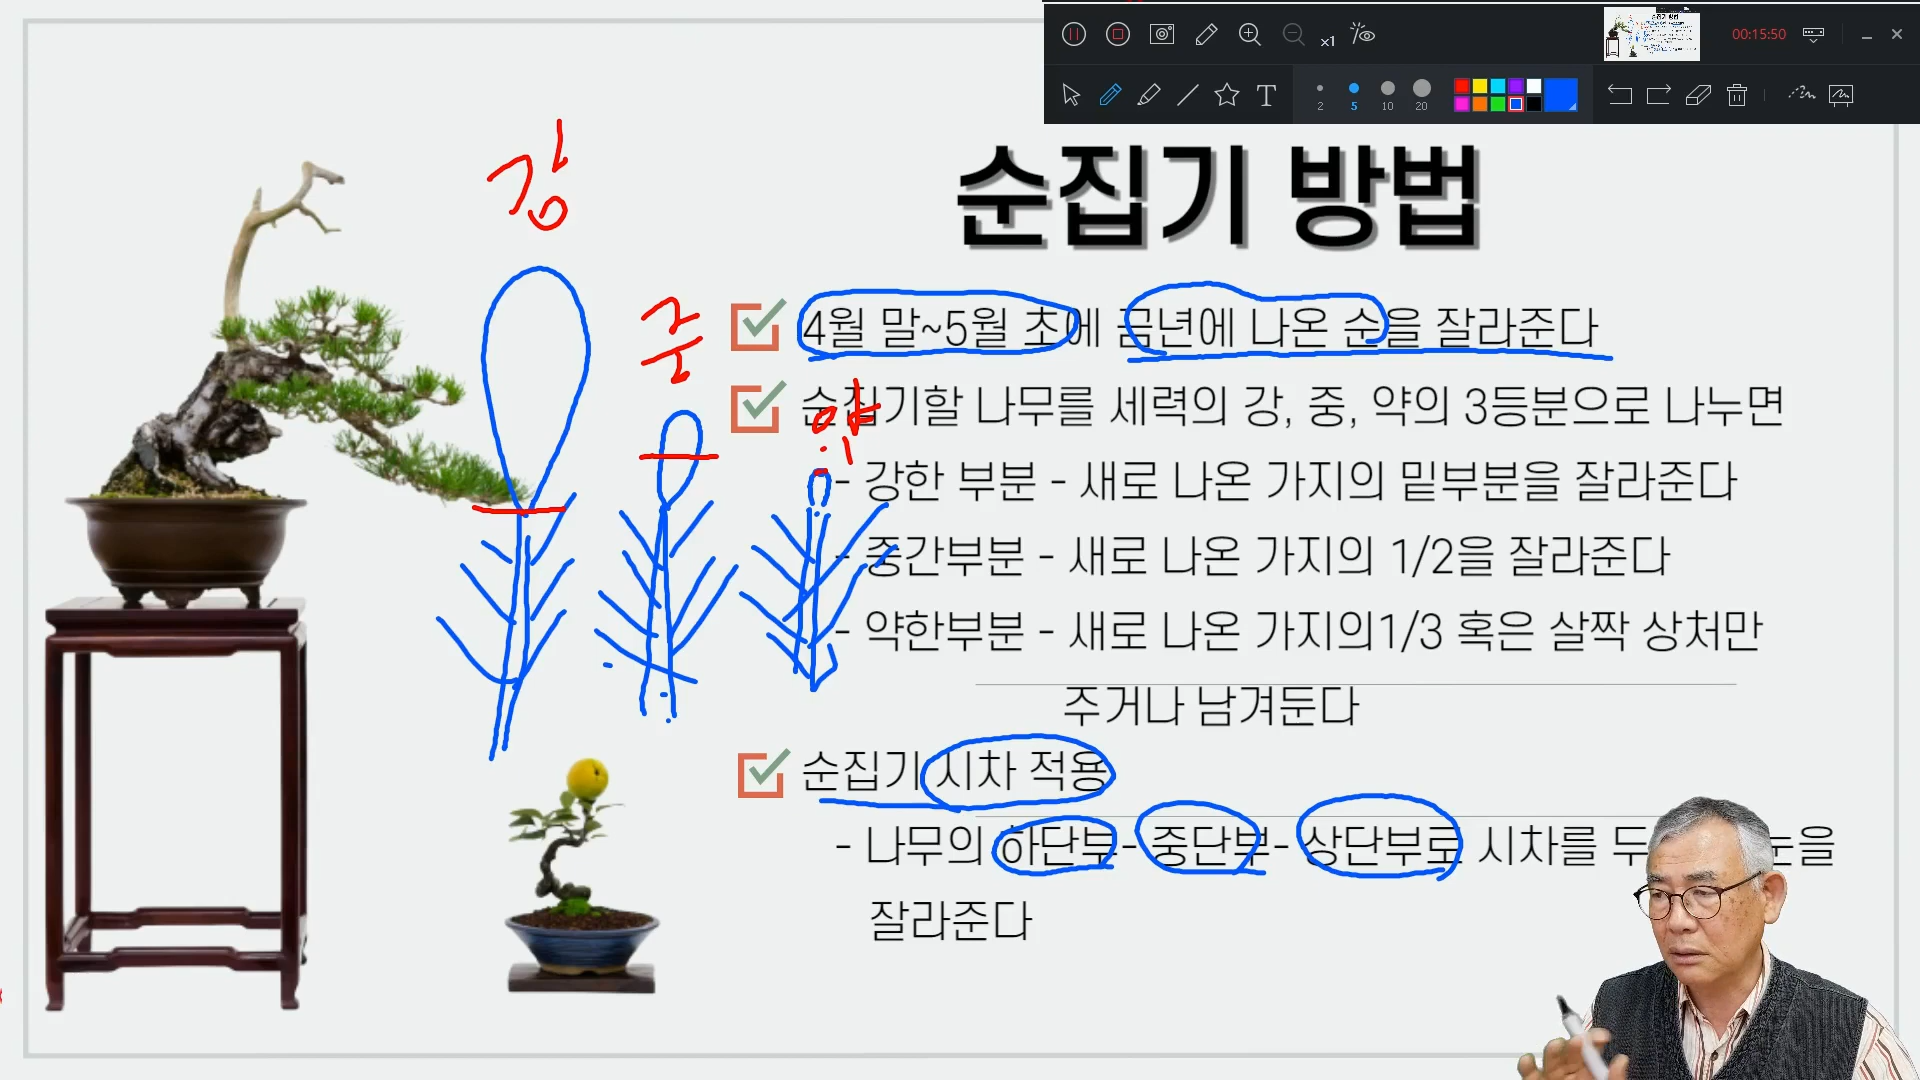 x1
00:15:50
T
2
5
10
20
순집기 방법
강
중
약
4월 말~5월 초에 금년에 나온 순을 잘라준다
순집기할 나무를 세력의 강, 중, 약의 3등분으로 나누면
- 강한 부분 - 새로 나온 가지의 밑부분을 잘라준다
- 중간부분 - 새로 나온 가지의 1/2을 잘라준다
- 약한부분 - 새로 나온 가지의1/3 혹은 살짝 상처만
주거나 남겨둔다
순집기 시차 적용
- 나무의 하단부- 중단부- 상단부로 시차를 두 눈을
잘라준다